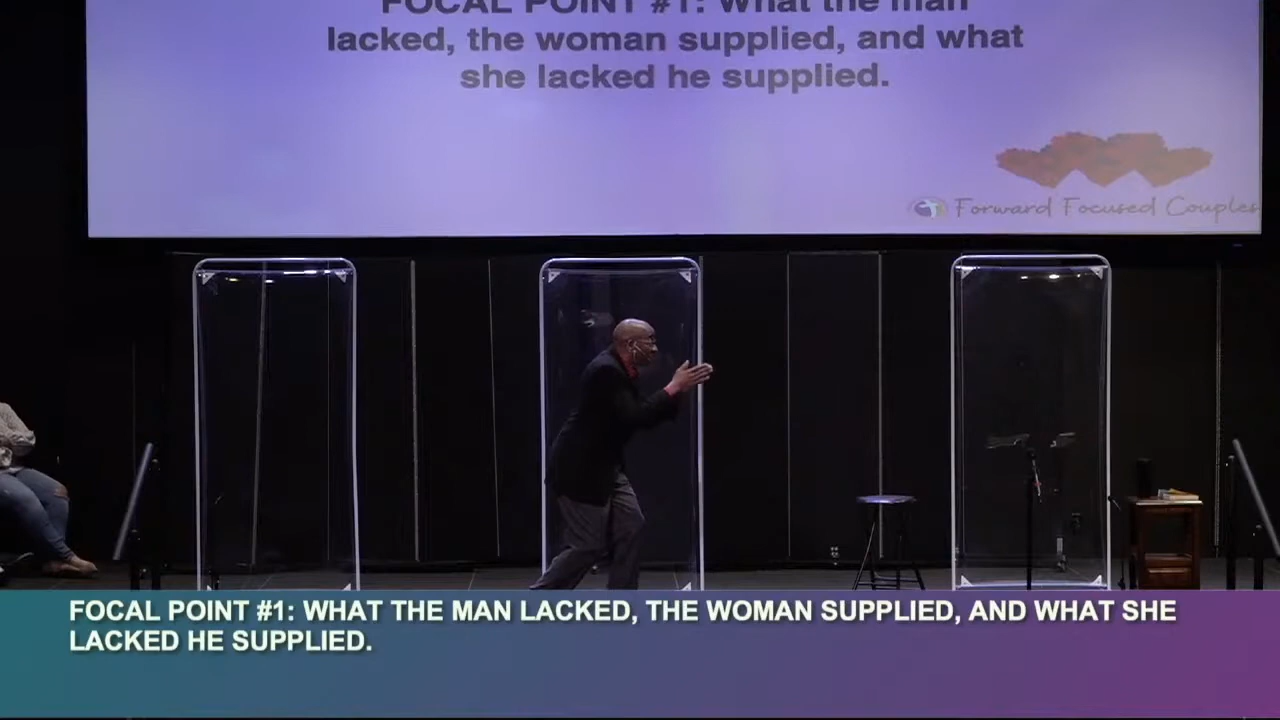 FOCAL POINT #1: What the man
lacked, the woman supplied, and what
she lacked he supplied.
Forward Focused Couples
FOCAL POINT #1: WHAT THE MAN LACKED, THE WOMAN SUPPLIED, AND WHAT SHE
LACKED HE SUPPLIED.